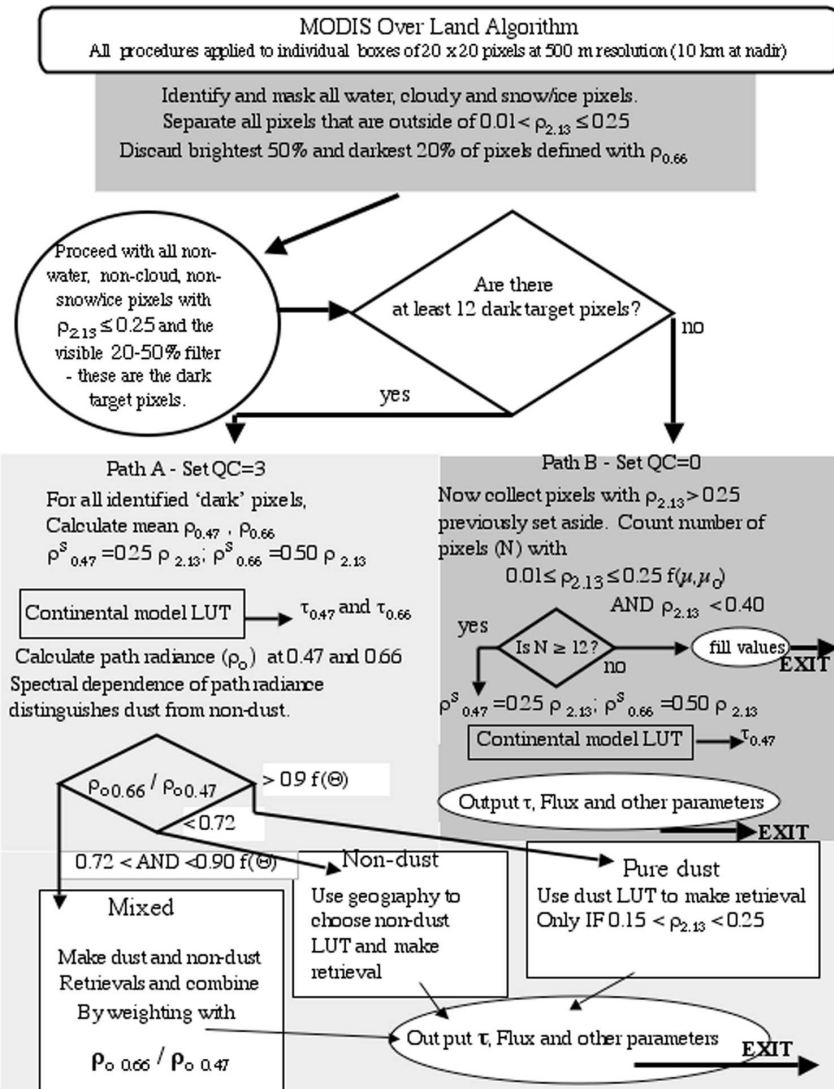 MODIS Over Land Algorithm
All procedures applied to individual boxes of 20 x 20 pixels at 500 m resolution (10 km at nadir)
Identify and mask all water, cloudy and snow/ice pixels.
Separate all pixels that are outside of 0.01< ρ2.13 ≤ 0.25
Discard brightest 50% and darkest 20% of pixels defined with ρ0.66
Proceed with all non-
water, non-cloud, non-
snow/ice pixels with
ρ2.13 ≤ 0.25 and the
visible 20-50% filter
- these are the dark
target pixels.
Are there
at least 12 dark target pixels?
no
yes
Path A - Set QC=3
For all identified ‘dark’ pixels,
Calculate mean ρ0.47 , ρ0.66
ρS0.47 =0.25 ρ 2.13; ρS0.66 =0.50 ρ 2.13
Continental model LUT
τ0.47 and τ0.66
Calculate path radiance (ρo) at 0.47 and 0.66
Spectral dependence of path radiance
distinguishes dust from non-dust.
ρo 0.66 / ρo 0.47
> 0.9 f(Θ)
<0.72
0.72 < AND <0.90 f(Θ)
Path B - Set QC=0
Now collect pixels with ρ2.13> 0.25
previously set aside. Count number of
pixels (N) with
0.01≤ ρ2.13 ≤ 0.25 f(μ,μo)
AND ρ2.13 < 0.40
yes
Is N ≥ 12?
no
fill values
EXIT
ρS0.47 =0.25 ρ 2.13; ρS0.66 =0.50 ρ 2.13
Continental model LUT
τ0.47
Output τ, Flux and other parameters
EXIT
Mixed
Make dust and non-dust
Retrievals and combine
By weighting with
ρo 0.66 / ρo 0.47
Non-dust
Use geography to
choose non-dust
LUT and make
retrieval
Pure dust
Use dust LUT to make retrieval
Only IF 0.15 < ρ2.13 < 0.25
Output τ, Flux and other parameters
EXIT